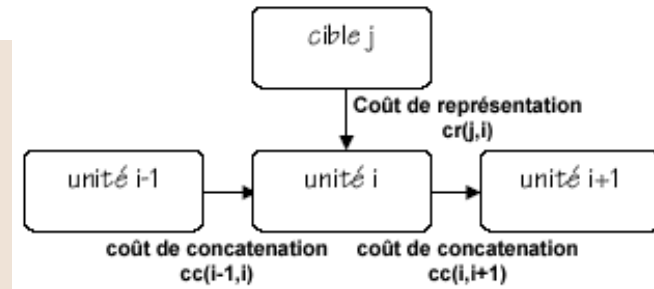 cible j
Coût de représentation
cr(j,i)
unité i-1
unité i
unité i+1
coût de concatenation
cc(i-1,i)
coût de concatenation
cc(i,i+1)